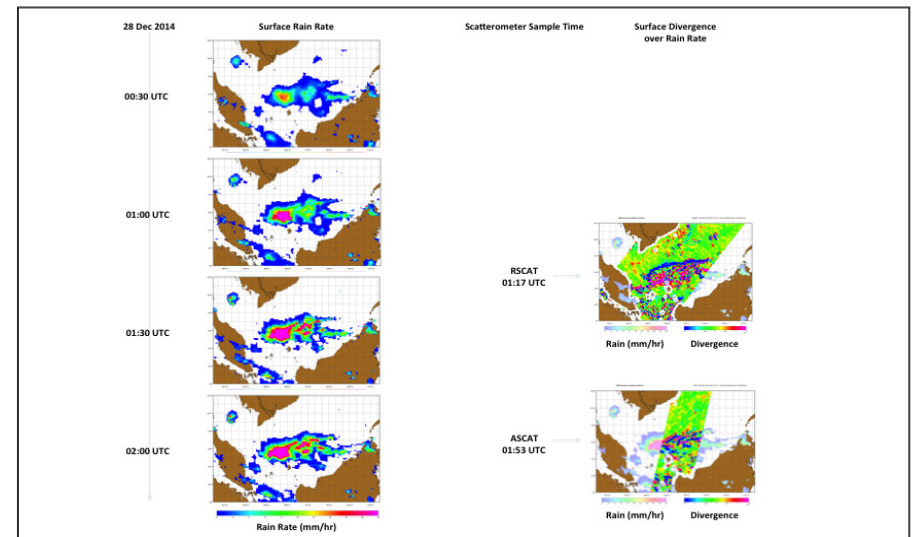 28 Dec 2014
Surface Rain Rate
Scatterometer Sample Time
Surface Divergence
over Rain Rate
00:30 UTC
01:00 UTC
RSCAT
01:17 UTC
Rain (mm/hr)
Divergence
01:30 UTC
ASCAT
01:53 UTC
02:00 UTC
Rain (mm/hr)
Divergence
Rain Rate (mm/hr)